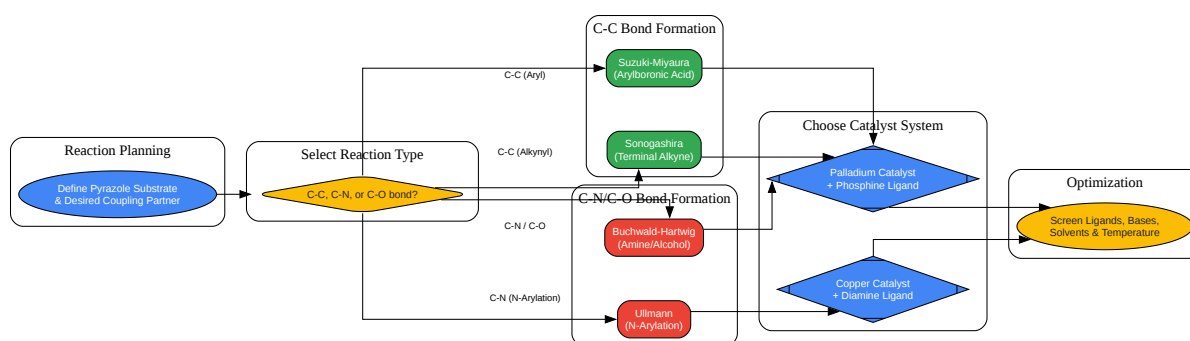 Reaction Planning
Define Pyrazole Substrate
& Desired Coupling Partner
Select Reaction Type
C-C, C-N, or C-O bond?
C-C (Aryl)
C-C (Alkynyl)
C-N / C-O
C-N (N-Arylation)
C-C Bond Formation
Suzuki-Miyaura
(Arylboronic Acid)
Sonogashira
(Terminal Alkyne)
C-N/C-O Bond Formation
Buchwald-Hartwig
(Amine/Alcohol)
Ullmann
(N-Arylation)
Choose Catalyst System
Palladium Catalyst
+ Phosphine Ligand
Copper Catalyst
+ Diamine Ligand
Optimization
Screen Ligands, Bases,
Solvents & Temperature